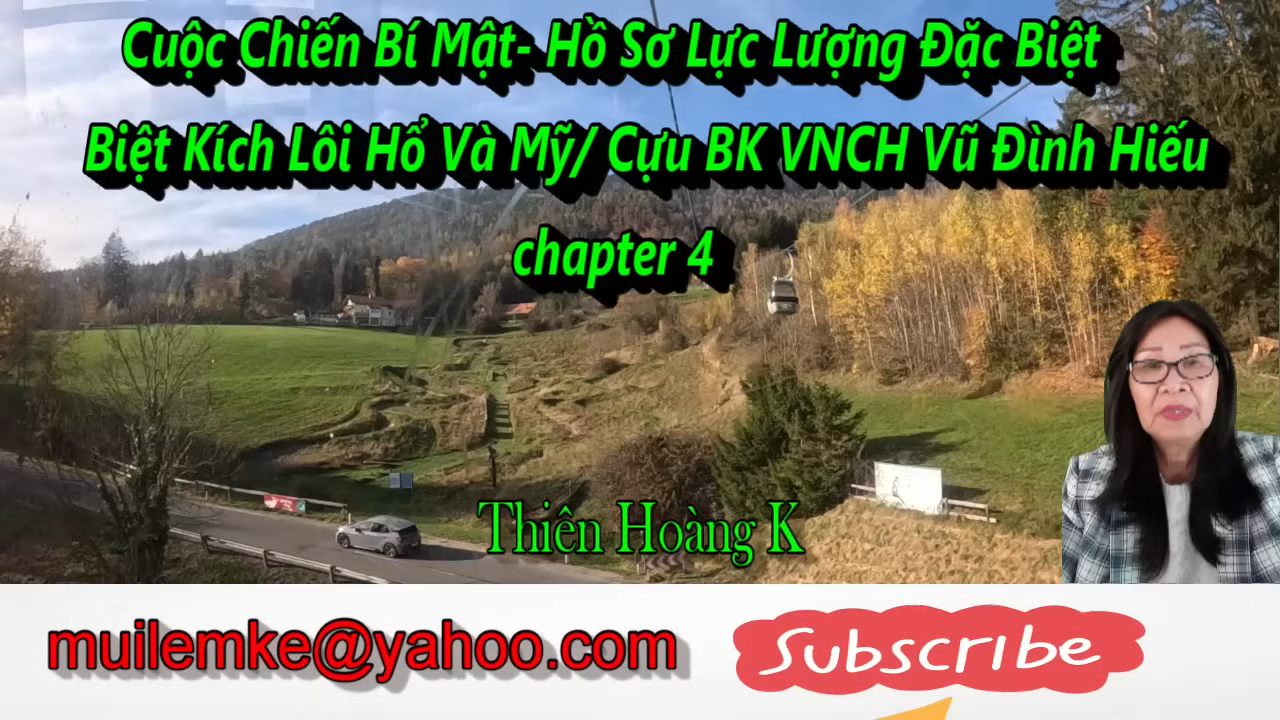 Cuộc Chiến Bí Mật- Hồ Sơ Lực Lượng Đặc Biệt
Biệt Kích Lôi Hổ Và Mỹ/ Cựu BK VNCH Vũ Đình Hiếu
chapter 4
Thiên Hoàng K
muilemke@yahoo.com
Subscribe